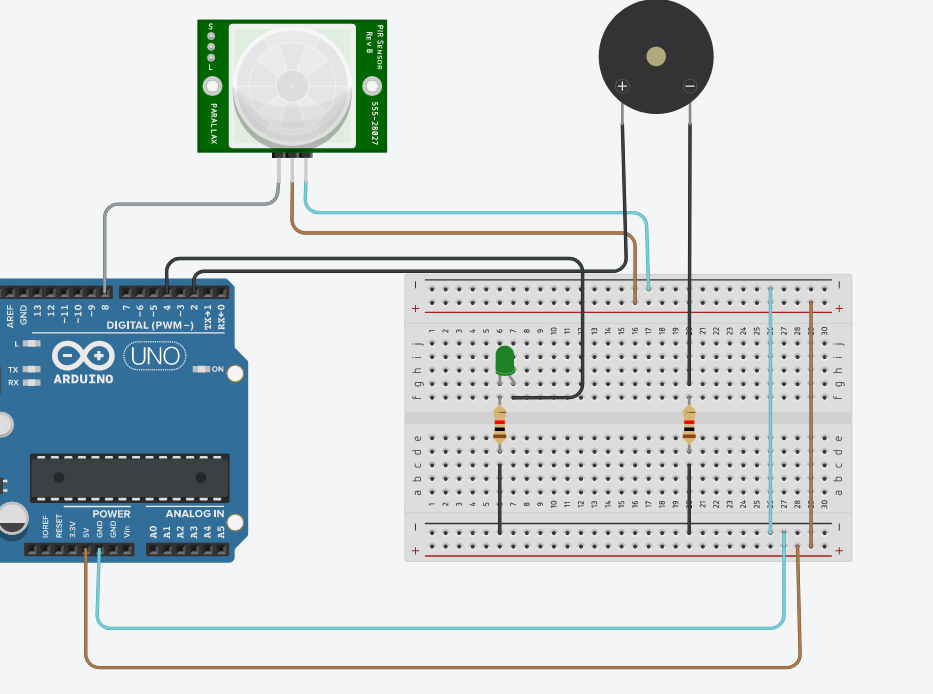 S
L
PARALLAX
PIR SENSOR
REV B
555-28027
+ −
AREF GND 13 12 ~11 ~10 ~9 8 7 ~6 ~5 4 ~3 2 TX→1 RX←0
DIGITAL (PWM~)
L
TX
RX
UNO
ARDUINO
ON
POWER
ANALOG IN
IOREF RESET 3.3V 5V GND GND Vin A0 A1 A2 A3 A4 A5
− −
+ +
1 2 3 4 5 6 7 8 9 10 11 12 13 14 15 16 17 18 19 20 21 22 23 24 25 26 27 28 29 30
j j
i i
h h
g g
f f
e e
d d
c c
b b
a a
1 2 3 4 5 6 7 8 9 10 11 12 13 14 15 16 17 18 19 20 21 22 23 24 25 26 27 28 29 30
− −
+ +